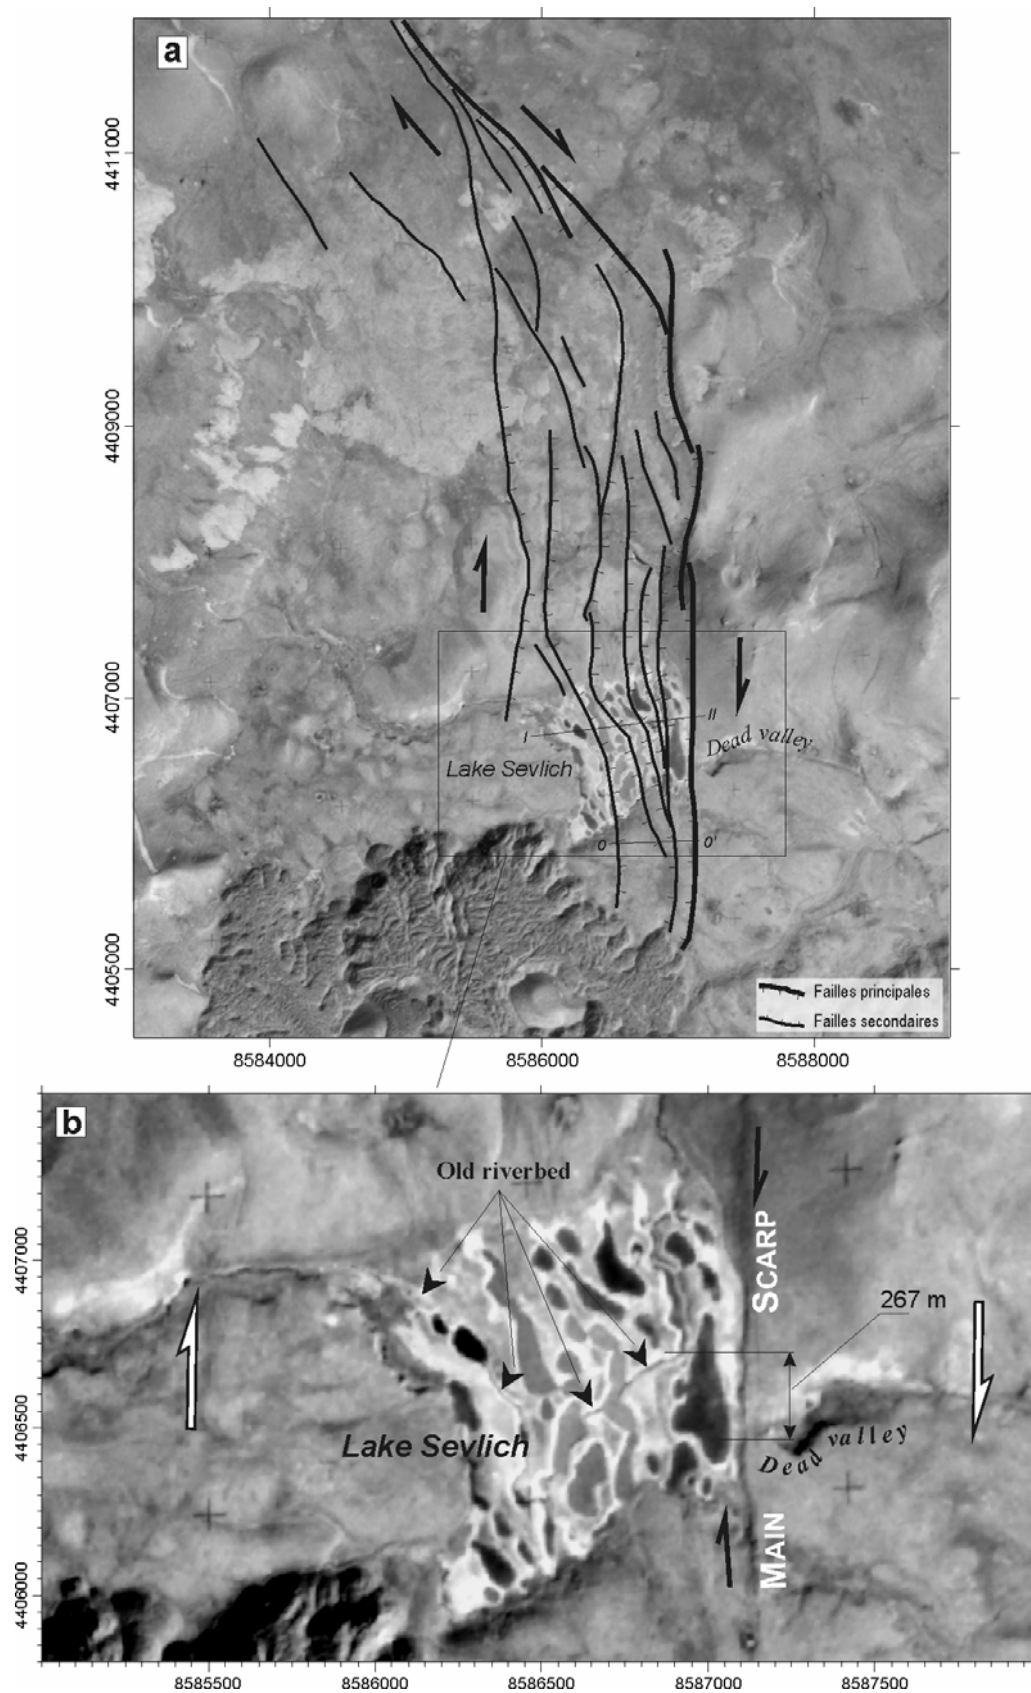 a
4411000
4409000
4407000
4405000
I
II
Dead valley
Lake Sevlich
O
O'
Failles principales
Failles secondaires
8584000
8586000
8588000
b
Old riverbed
SCARP
267 m
4407000
4406500
4406000
Lake Sevlich
Dead valley
MAIN
8585500
8586000
8586500
8587000
8587500